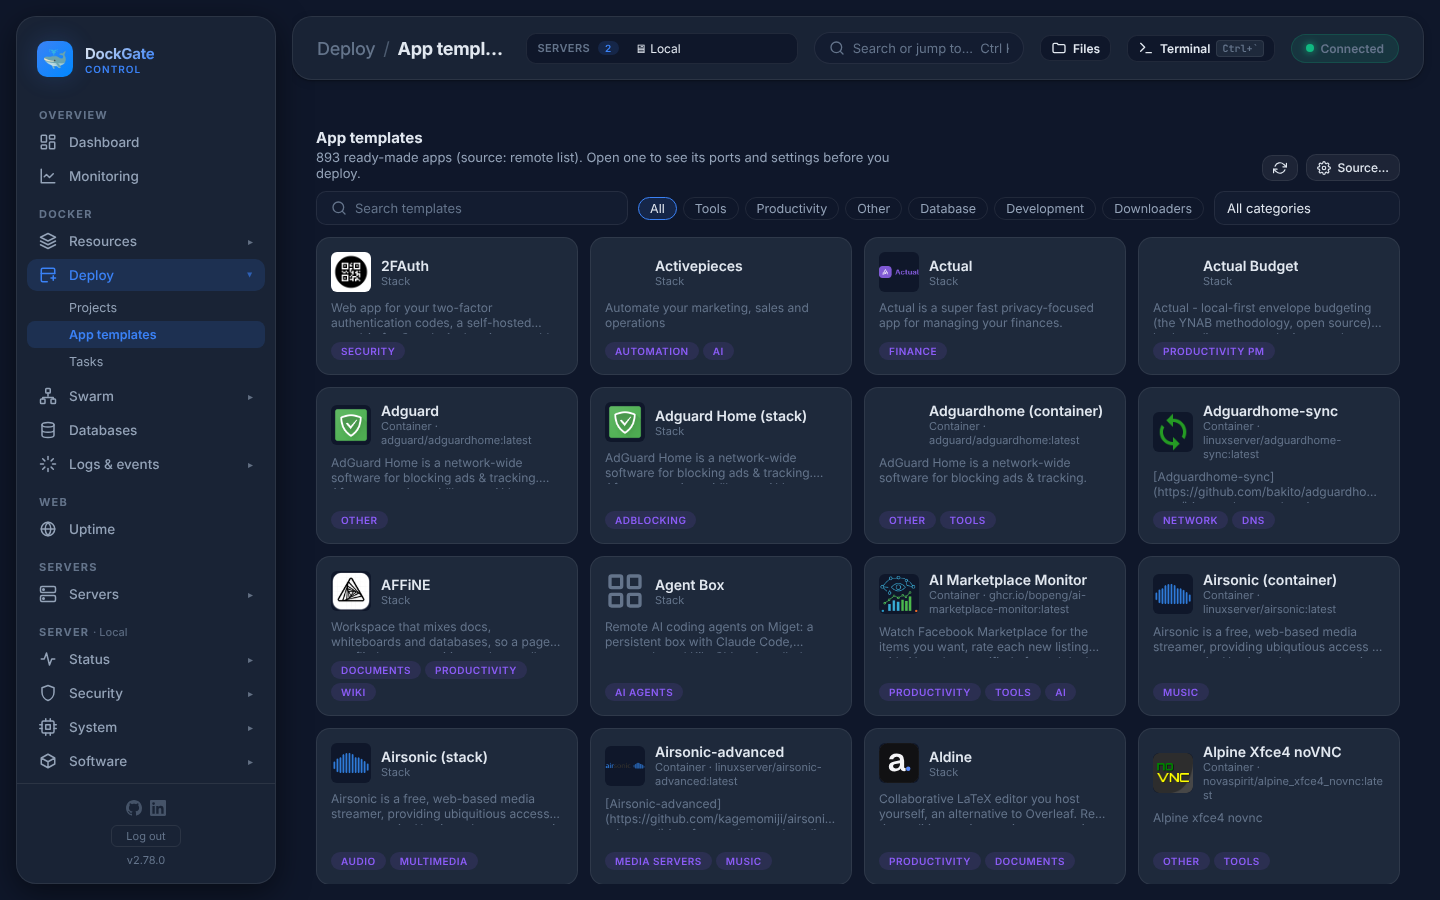 DockGate
CONTROL
OVERVIEW
Dashboard
Monitoring
DOCKER
Resources
Deploy
Projects
App templates
Tasks
Swarm
Databases
Logs & events
WEB
Uptime
SERVERS
Servers
SERVER · Local
Status
Security
System
Software
Log out
v2.78.0
Deploy / App templ...
SERVERS 2 Local
Search or jump to... Ctrl
Files
Terminal Ctrl+`
Connected
App templates
893 ready-made apps (source: remote list). Open one to see its ports and settings before you
deploy.
Source...
Search templates
All Tools Productivity Other Database Development Downloaders
All categories
2FAuth
Stack
Web app for your two-factor
authentication codes, a self-hosted...
SECURITY
Activepieces
Stack
Automate your marketing, sales and
operations
AUTOMATION AI
Actual
Actual
Stack
Actual is a super fast privacy-focused
app for managing your finances.
FINANCE
Actual Budget
Stack
Actual - local-first envelope budgeting
(the YNAB methodology, open source)...
PRODUCTIVITY PM
Adguard
Container ·
adguard/adguardhome:latest
AdGuard Home is a network-wide
software for blocking ads & tracking....
OTHER
Adguard Home (stack)
Stack
AdGuard Home is a network-wide
software for blocking ads & tracking....
ADBLOCKING
Adguardhome (container)
Container ·
adguard/adguardhome:latest
AdGuard Home is a network-wide
software for blocking ads & tracking.
OTHER TOOLS
Adguardhome-sync
Container ·
linuxserver/adguardhome-
sync:latest
[Adguardhome-sync]
(https://github.com/bakito/adguardho...
NETWORK DNS
AFFiNE
Stack
Workspace that mixes docs,
whiteboards and databases, so a page...
DOCUMENTS PRODUCTIVITY
WIKI
Agent Box
Stack
Remote AI coding agents on Miget: a
persistent box with Claude Code,...
AI AGENTS
AI Marketplace Monitor
Container · ghcr.io/bopeng/ai-
marketplace-monitor:latest
Watch Facebook Marketplace for the
items you want, rate each new listing...
PRODUCTIVITY TOOLS AI
Airsonic (container)
Container ·
linuxserver/airsonic:latest
Airsonic is a free, web-based media
streamer, providing ubiqutious access ...
MUSIC
Airsonic (stack)
Stack
Airsonic is a free, web-based media
streamer, providing ubiquitious access...
AUDIO MULTIMEDIA
Airsonic-advanced
Container · linuxserver/airsonic-
advanced:latest
[Airsonic-advanced]
(https://github.com/kagemomiji/airsoni...
MEDIA SERVERS MUSIC
a.
Aldine
Stack
Collaborative LaTeX editor you host
yourself, an alternative to Overleaf. Re...
PRODUCTIVITY DOCUMENTS
no
VNC
Alpine Xfce4 noVNC
Container ·
novaspirit/alpine_xfce4_novnc:late
st
Alpine xfce4 novnc
OTHER TOOLS